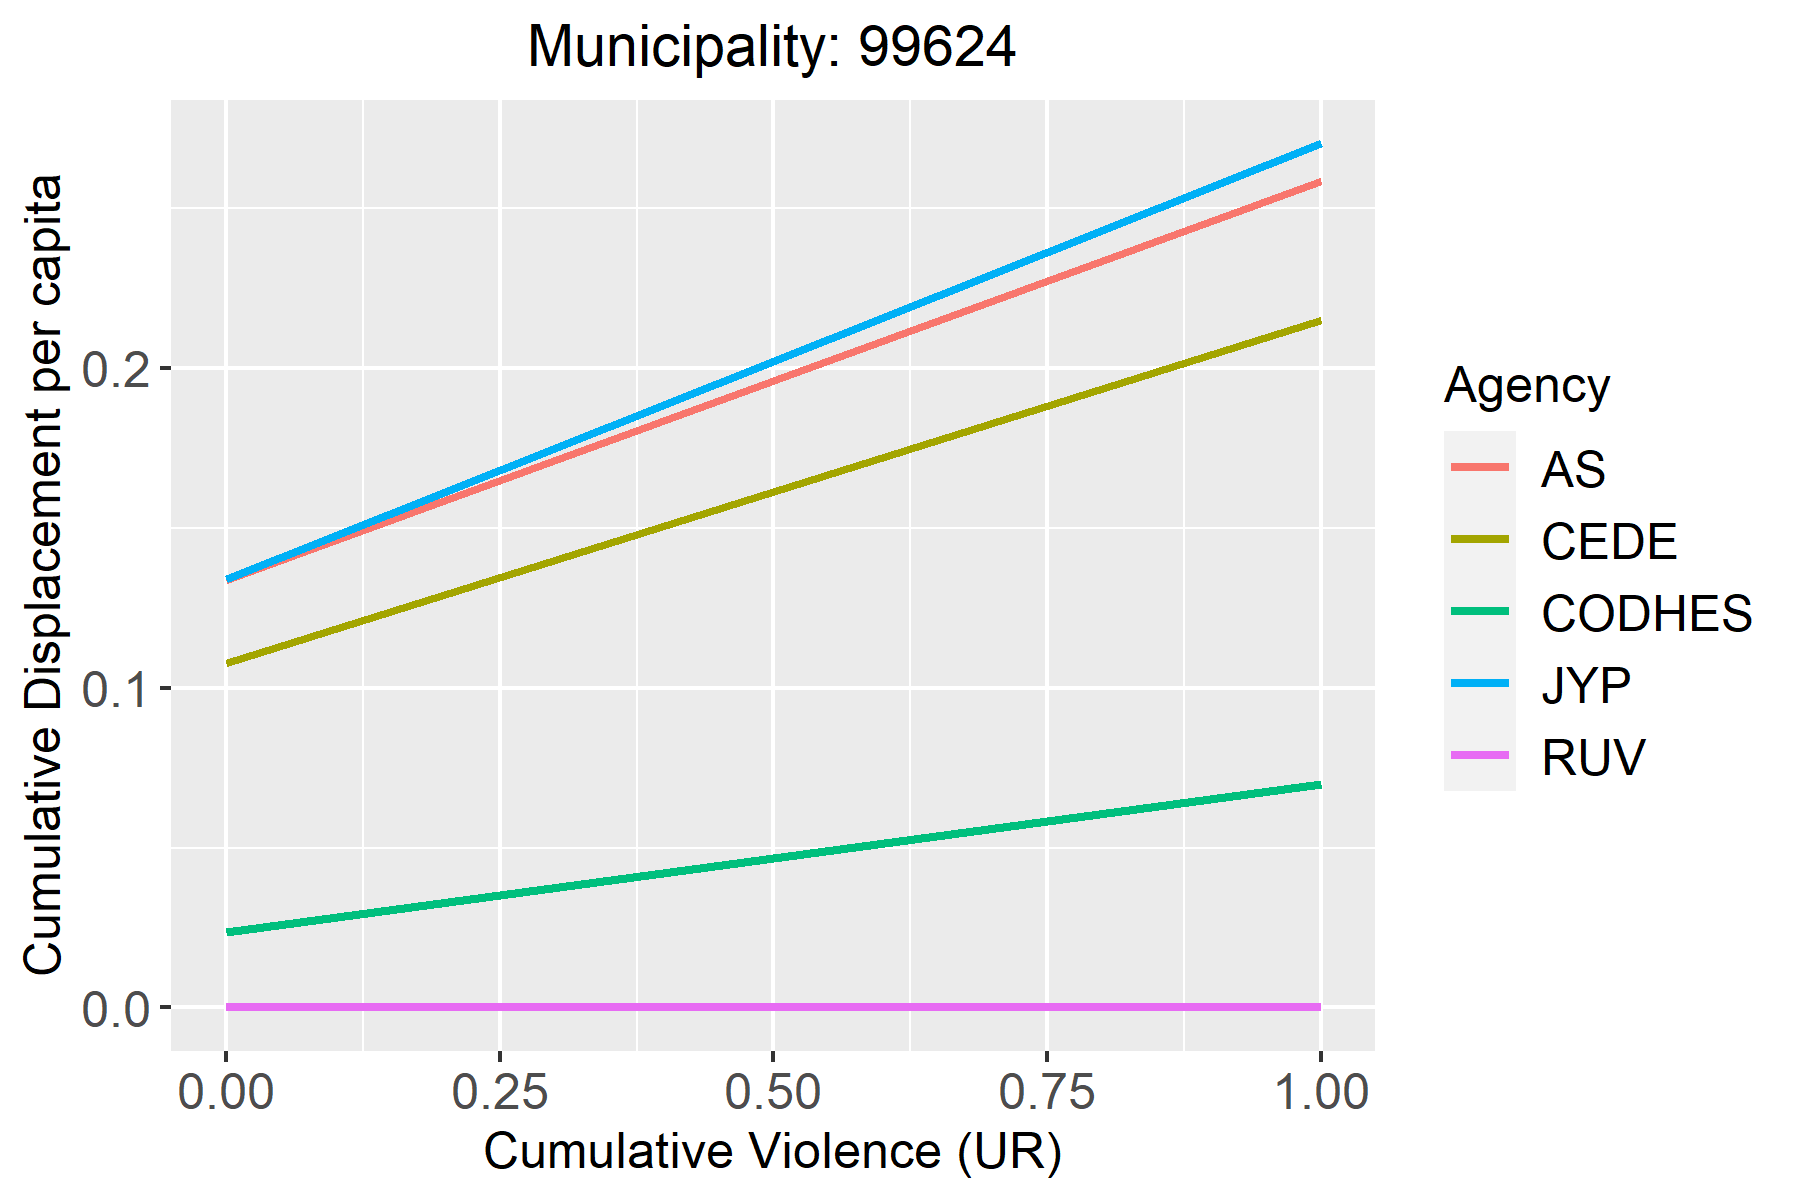 Municipality: 99624
Cumulative Displacement per capita
0.2
0.1
0.0
0.00 0.25 0.50 0.75 1.00
Cumulative Violence (UR)
Agency
AS
CEDE
CODHES
JYP
RUV